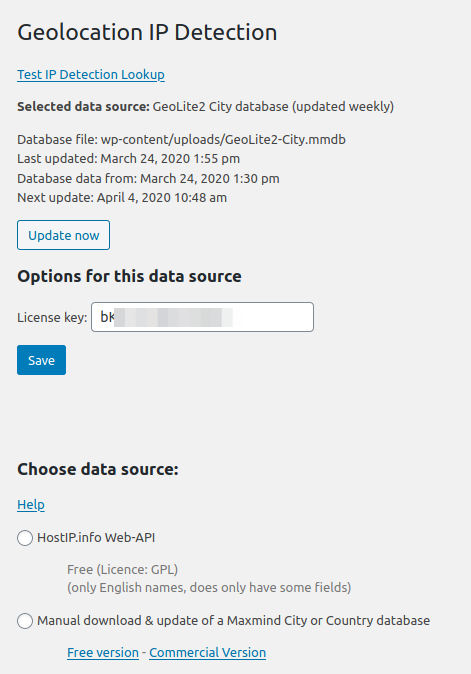 Geolocation IP Detection
Test IP Detection Lookup
Selected data source: GeoLite2 City database (updated weekly)
Database file: wp-content/uploads/GeoLite2-City.mmdb
Last updated: March 24, 2020 1:55 pm
Database data from: March 24, 2020 1:30 pm
Next update: April 4, 2020 10:48 am
Update now
Options for this data source
License key:
Save
Choose data source:
Help
HostIP.info Web-API
Free (Licence: GPL)
(only English names, does only have some fields)
Manual download & update of a Maxmind City or Country database
Free version - Commercial Version